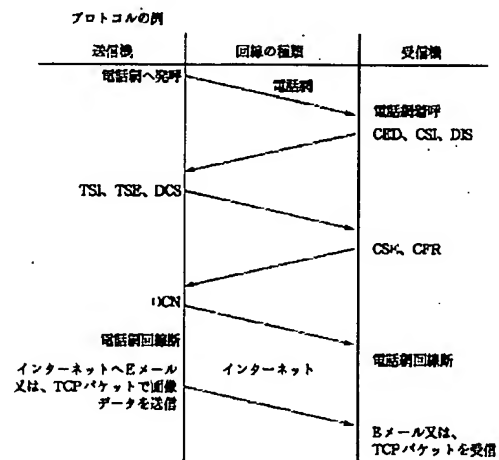 プロトコルの例
送信機 回線の種類 受信機
電話網へ発呼
電話網
電話網着呼
CED、CSI、DIS
TSI、TSE、DCS
CSE、CFR
DCN
電話網回線断
電話網回線断
インターネットへEメール
又は、TCPパケットで画像
データを送信
インターネット
Eメール又は、
TCPパケットを受信